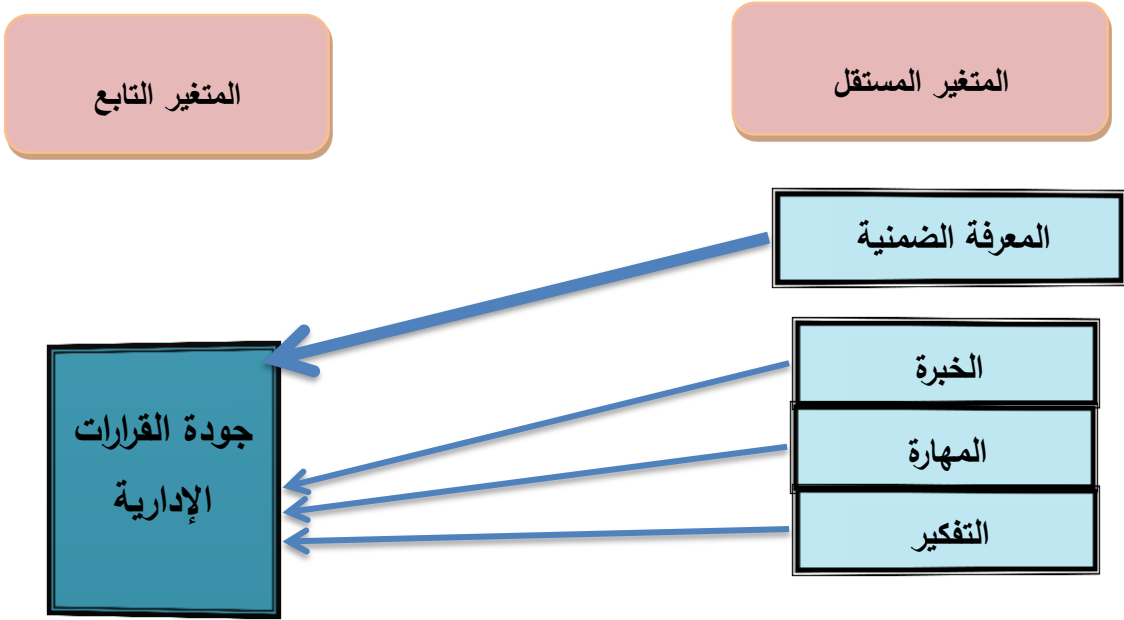 المتغير المستقل
المتغير التابع
المعرفة الضمنية
الخبرة
المهارة
التفكير
جودة القرارات
الإدارية